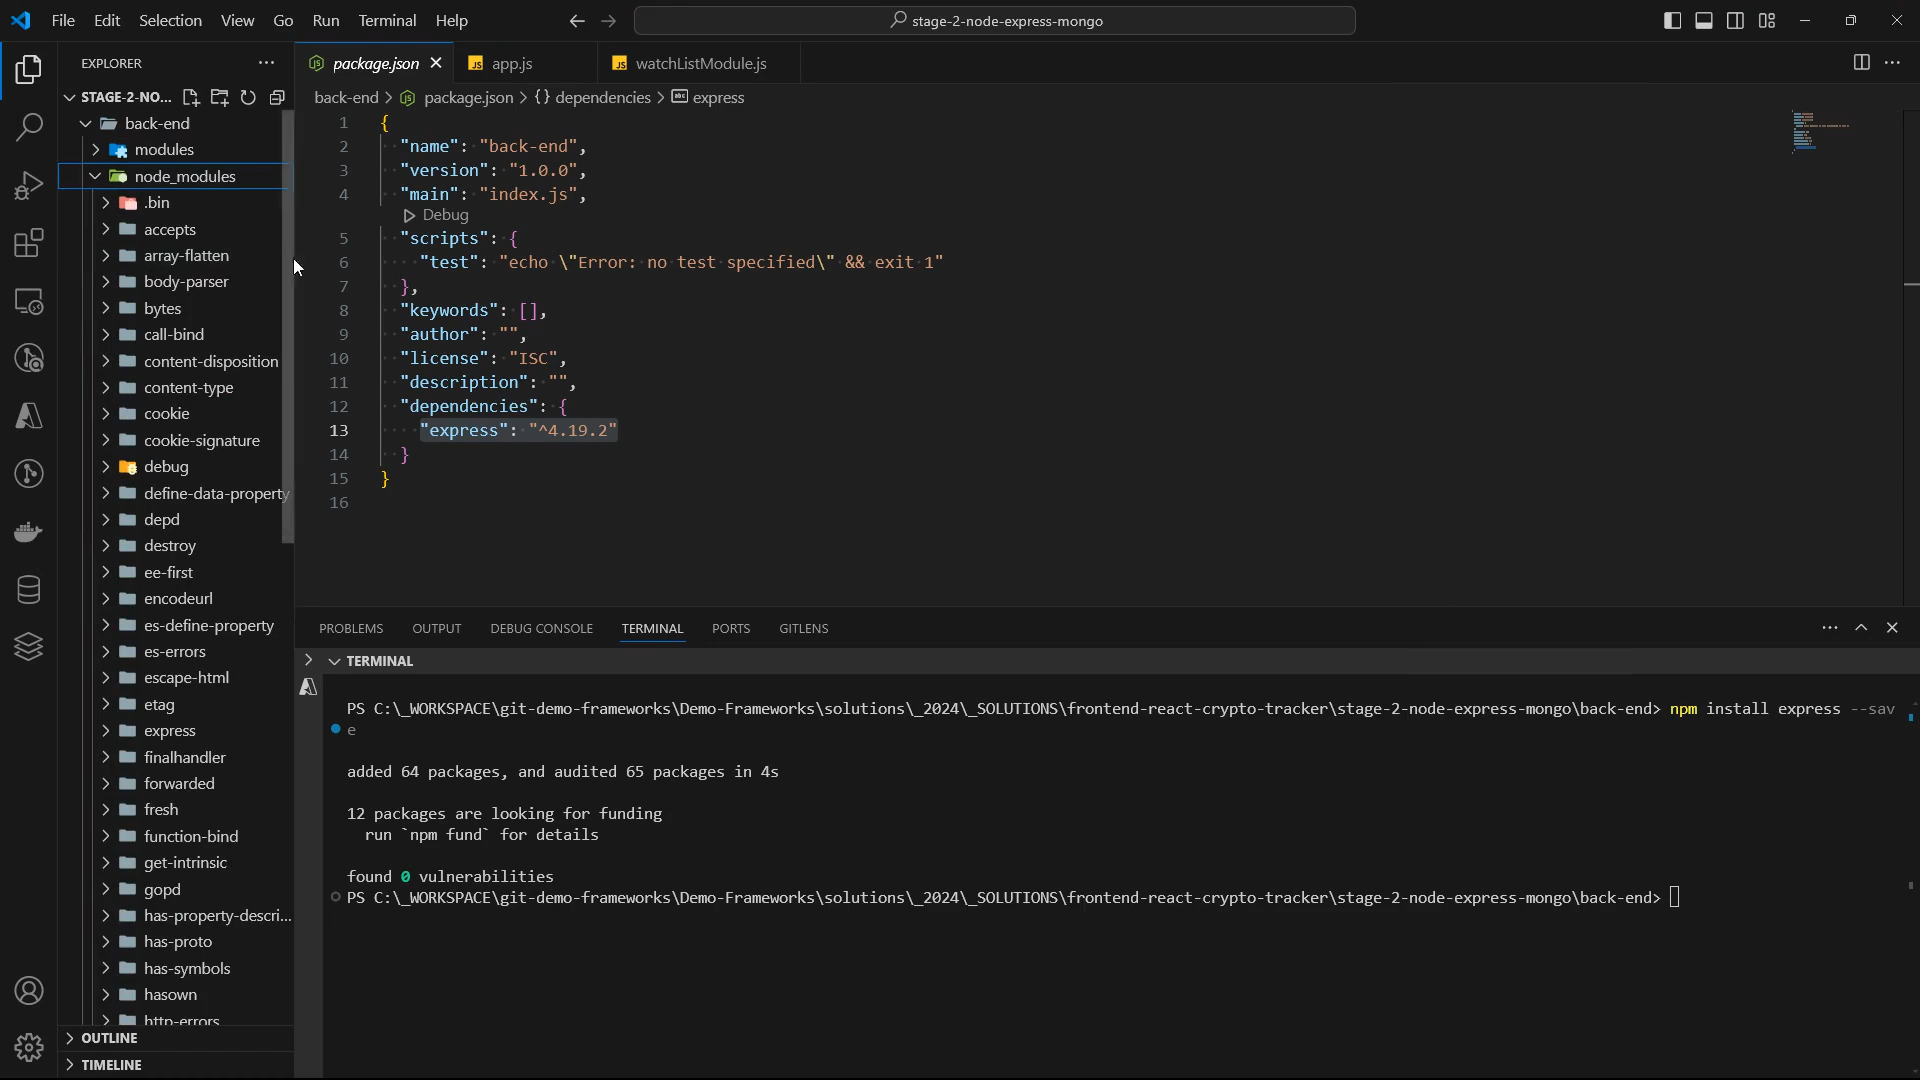 File Edit Selection View Go Run Terminal Help
stage-2-node-express-mongo
EXPLORER
package.json
app.js
watchListModule.js
STAGE-2-NO...
back-end > package.json > {} dependencies > express
back-end
modules
node_modules
.bin
accepts
array-flatten
body-parser
bytes
call-bind
content-disposition
content-type
cookie
cookie-signature
debug
define-data-property
depd
destroy
ee-first
encodeurl
es-define-property
es-errors
escape-html
etag
express
finalhandler
forwarded
fresh
function-bind
get-intrinsic
gopd
has-property-descri...
has-proto
has-symbols
hasown
http-errors
OUTLINE
TIMELINE
1 {
2 "name": "back-end",
3 "version": "1.0.0",
4 "main": "index.js",
Debug
5 "scripts": {
6 "test": "echo \"Error: no test specified\" && exit 1"
7 },
8 "keywords": [],
9 "author": "",
10 "license": "ISC",
11 "description": "",
12 "dependencies": {
13 "express": "^4.19.2"
14 }
15 }
16
PROBLEMS OUTPUT DEBUG CONSOLE TERMINAL PORTS GITLENS
TERMINAL
PS C:\_WORKSPACE\git-demo-frameworks\Demo-Frameworks\solutions\_2024\_SOLUTIONS\frontend-react-crypto-tracker\stage-2-node-express-mongo\back-end> npm install express --sav
e
added 64 packages, and audited 65 packages in 4s
12 packages are looking for funding
run `npm fund` for details
found 0 vulnerabilities
PS C:\_WORKSPACE\git-demo-frameworks\Demo-Frameworks\solutions\_2024\_SOLUTIONS\frontend-react-crypto-tracker\stage-2-node-express-mongo\back-end>